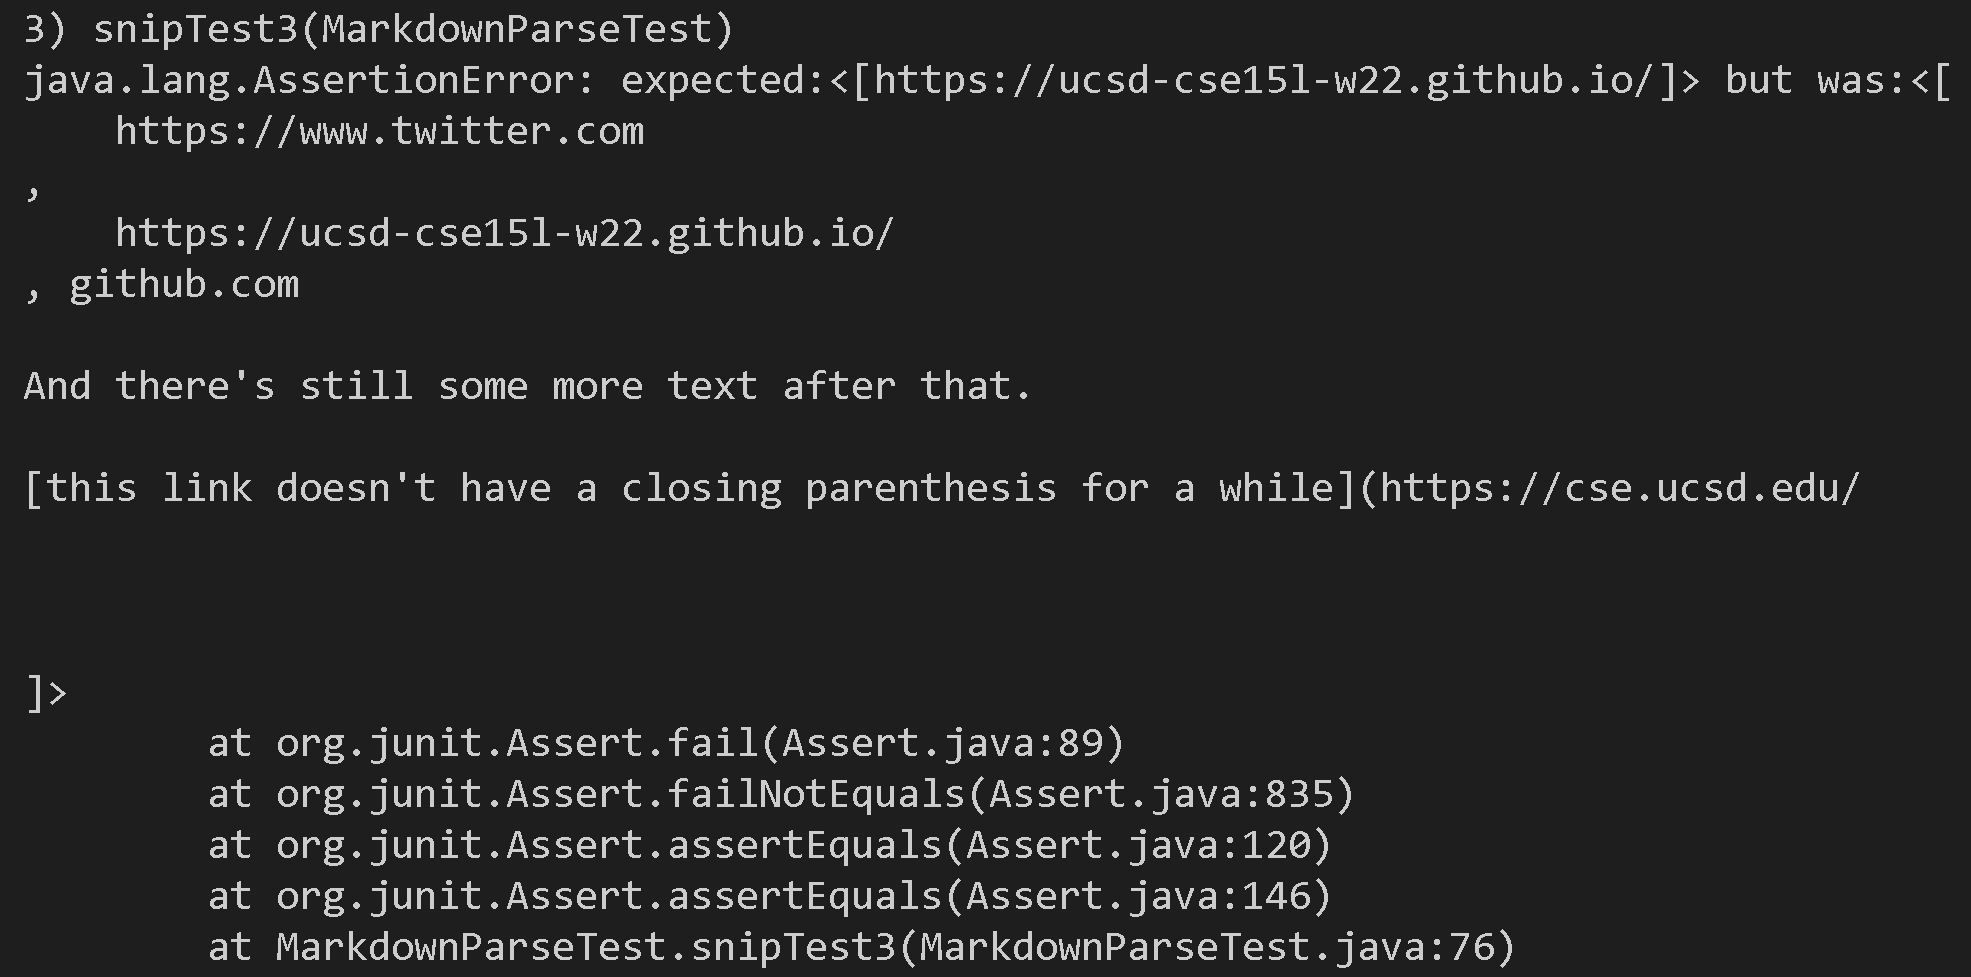 3) snipTest3(MarkdownParseTest)
java.lang.AssertionError: expected:<[https://ucsd-cse15l-w22.github.io/]> but was:<[
    https://www.twitter.com
,
    https://ucsd-cse15l-w22.github.io/
, github.com

And there's still some more text after that.

[this link doesn't have a closing parenthesis for a while](https://cse.ucsd.edu/



]>
        at org.junit.Assert.fail(Assert.java:89)
        at org.junit.Assert.failNotEquals(Assert.java:835)
        at org.junit.Assert.assertEquals(Assert.java:120)
        at org.junit.Assert.assertEquals(Assert.java:146)
        at MarkdownParseTest.snipTest3(MarkdownParseTest.java:76)